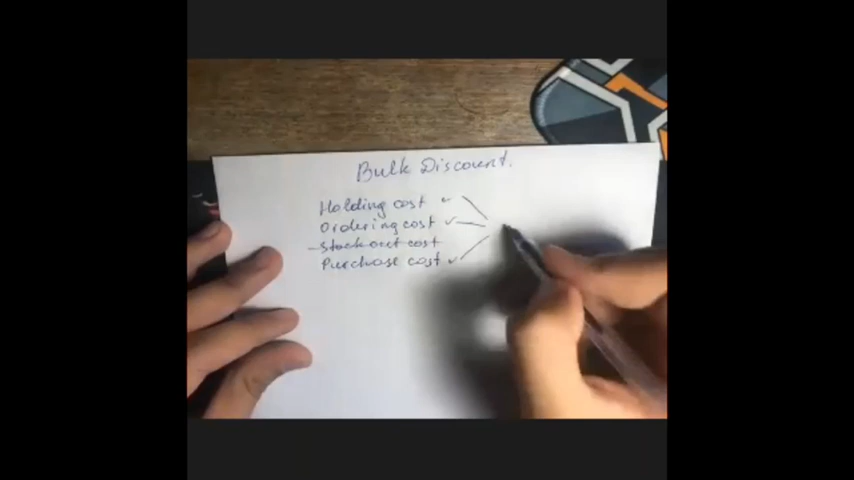 Bulk Discount.
Holding cost ✓
Ordering cost ✓
Stock out cost
Purchase cost ✓